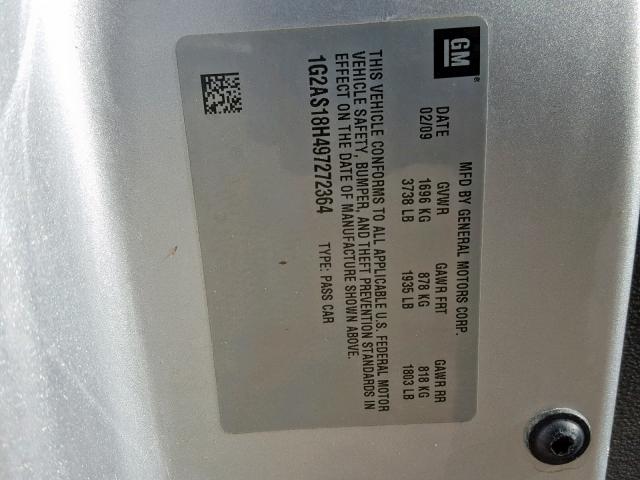 GM
®
MFD BY GENERAL MOTORS CORP.
DATE GVWR GAWR FRT GAWR RR
02/09 1696 KG 878 KG 818 KG
3738 LB 1935 LB 1803 LB
THIS VEHICLE CONFORMS TO ALL APPLICABLE U.S. FEDERAL MOTOR
VEHICLE SAFETY, BUMPER, AND THEFT PREVENTION STANDARDS IN
EFFECT ON THE DATE OF MANUFACTURE SHOWN ABOVE.
1G2AS18H497272364 TYPE: PASS CAR